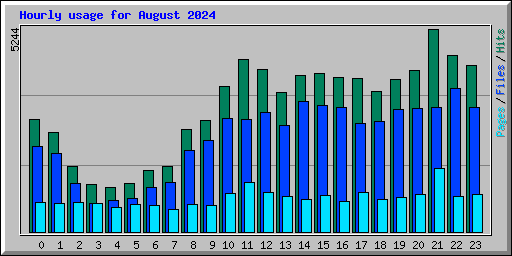 Hourly usage for August 2024
5244
Pages / Files / Hits
0 1 2 3 4 5 6 7 8 9 10 11 12 13 14 15 16 17 18 19 20 21 22 23